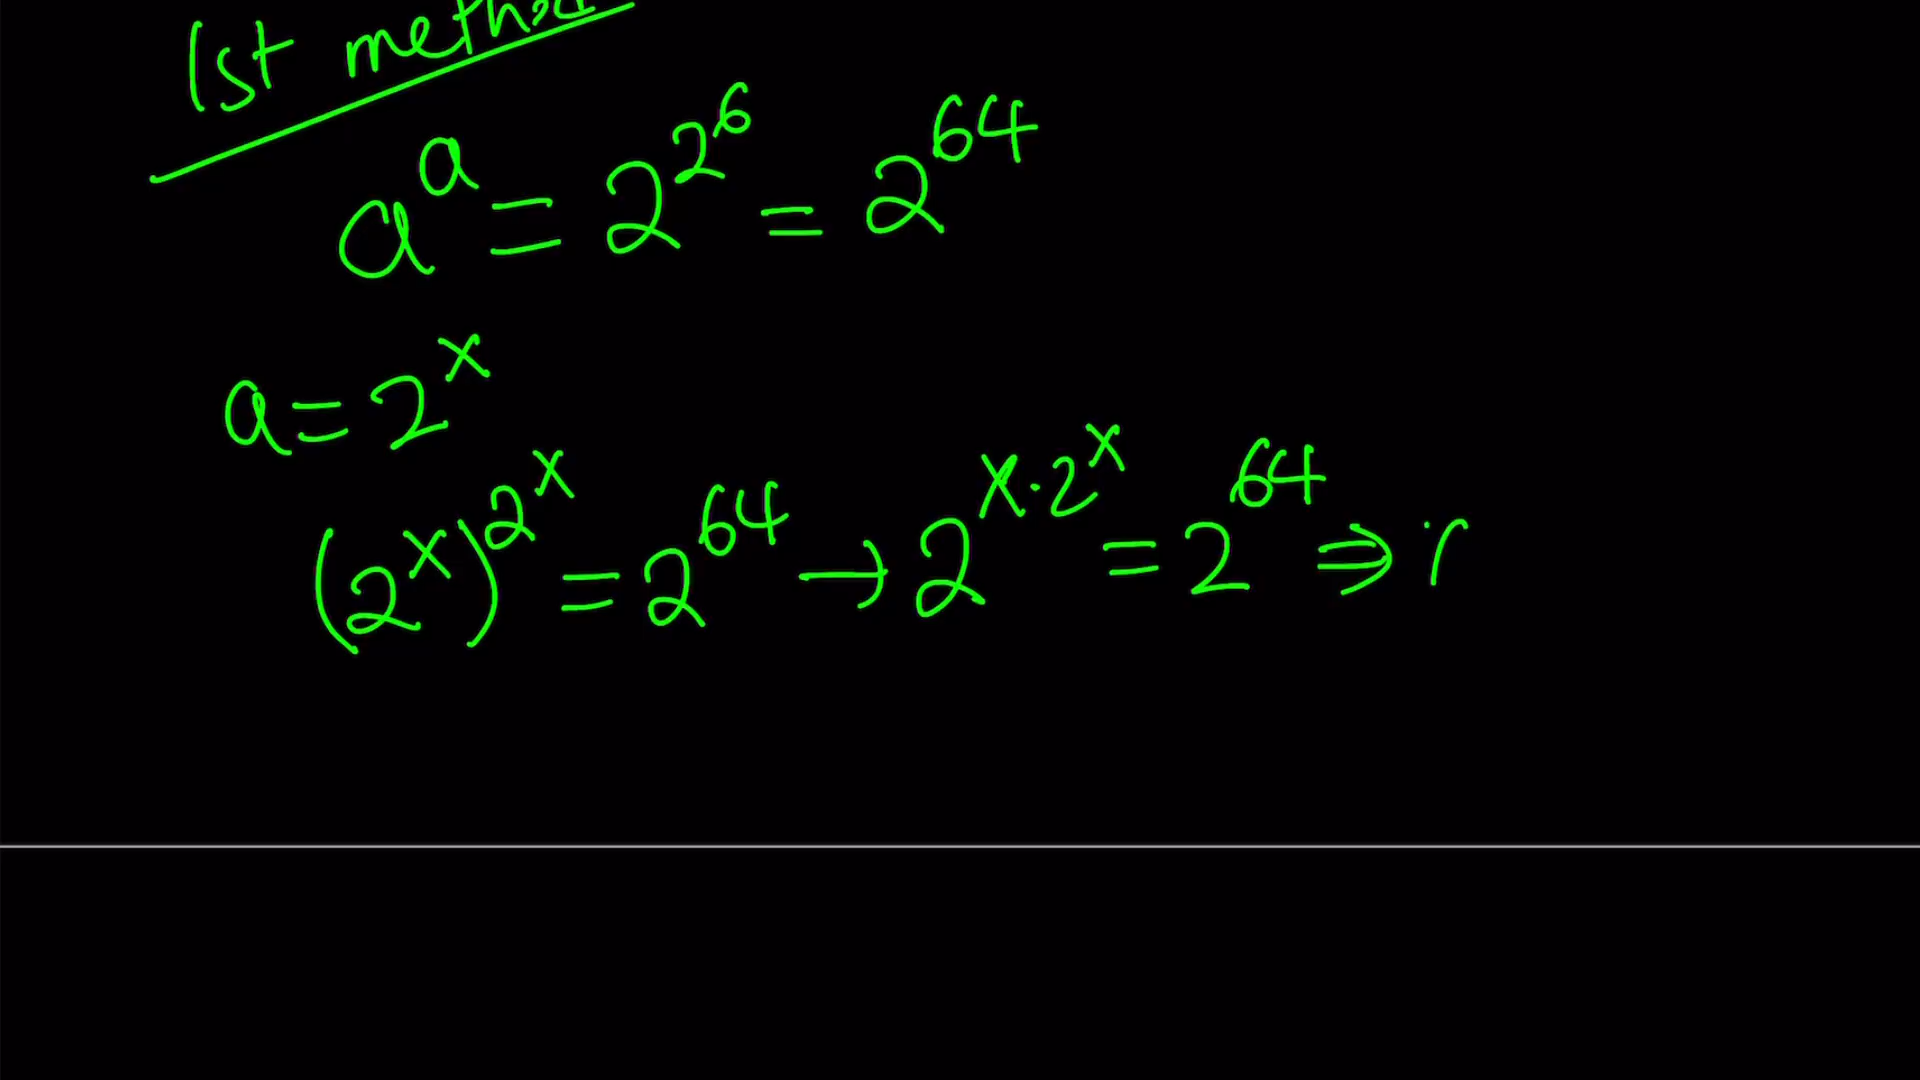 1st method
a^a = 2^2^6 = 2^64
a = 2^x
(2^x)^2^x = 2^64 → 2^x·2^x = 2^64 ⇒